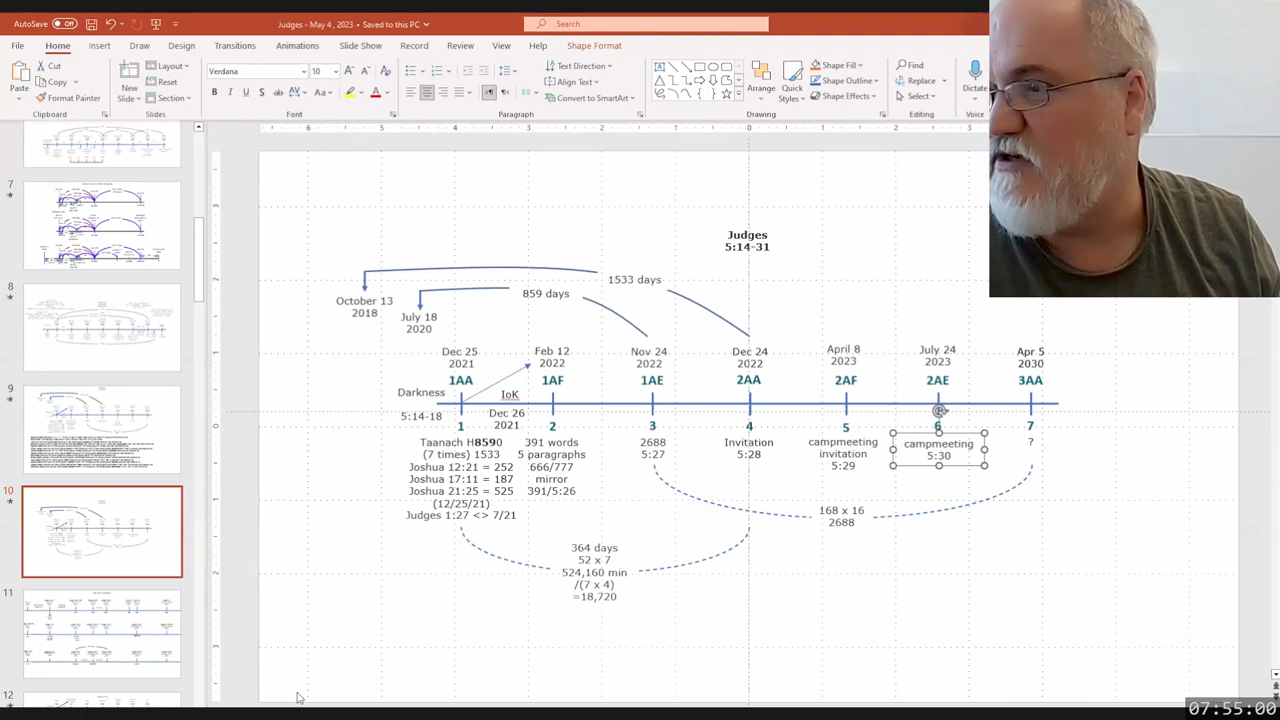 AutoSave Off Judges - May 4, 2023 • Saved to this PC Search
File Home Insert Draw Design Transitions Animations Slide Show Record Review View Help Shape Format
Paste Cut Copy Format Painter Clipboard
New Slide Layout Reset Section Slides
Verdana 10 Font
Text Direction Align Text Convert to SmartArt Paragraph
Arrange Quick Styles Shape Fill Shape Outline Shape Effects Drawing
Find Replace Select Editing
Dictate Voice
7
8
9
10
11
12
Judges
5:14-31
1533 days
859 days
October 13
2018
July 18
2020
Dec 25
2021
Feb 12
2022
Nov 24
2022
Dec 24
2022
April 8
2023
July 24
2023
Apr 5
2030
1AA 1AF 1AE 2AA 2AF 2AE 3AA
Darkness
5:14-18
IoK
Dec 26
2021
1 2 3 4 5 6 7
Taanach H8590
(7 times) 1533
Joshua 12:21 = 252
Joshua 17:11 = 187
Joshua 21:25 = 525
(12/25/21)
Judges 1:27 <> 7/21
391 words
5 paragraphs
666/777
mirror
391/5:26
2688
5:27
Invitation
5:28
campmeeting
invitation
5:29
campmeeting
5:30
?
168 x 16
2688
364 days
52 x 7
524,160 min
/(7 x 4)
=18,720
07:55:00